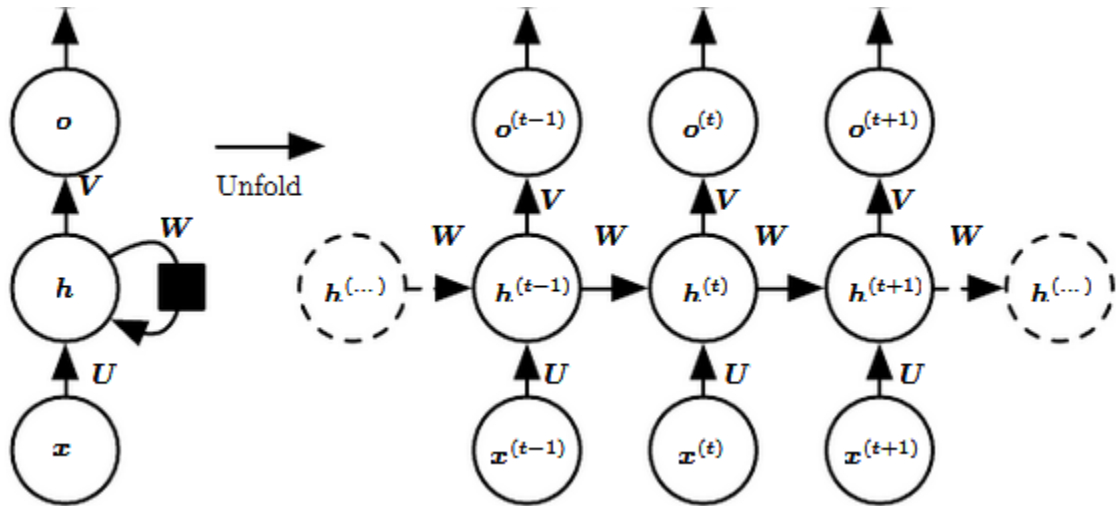 o o^(t−1) o^(t) o^(t+1)
Unfold
V V V V
W W W W W
h h^(...) h^(t−1) h^(t) h^(t+1) h^(...)
U U U U
x x^(t−1) x^(t) x^(t+1)